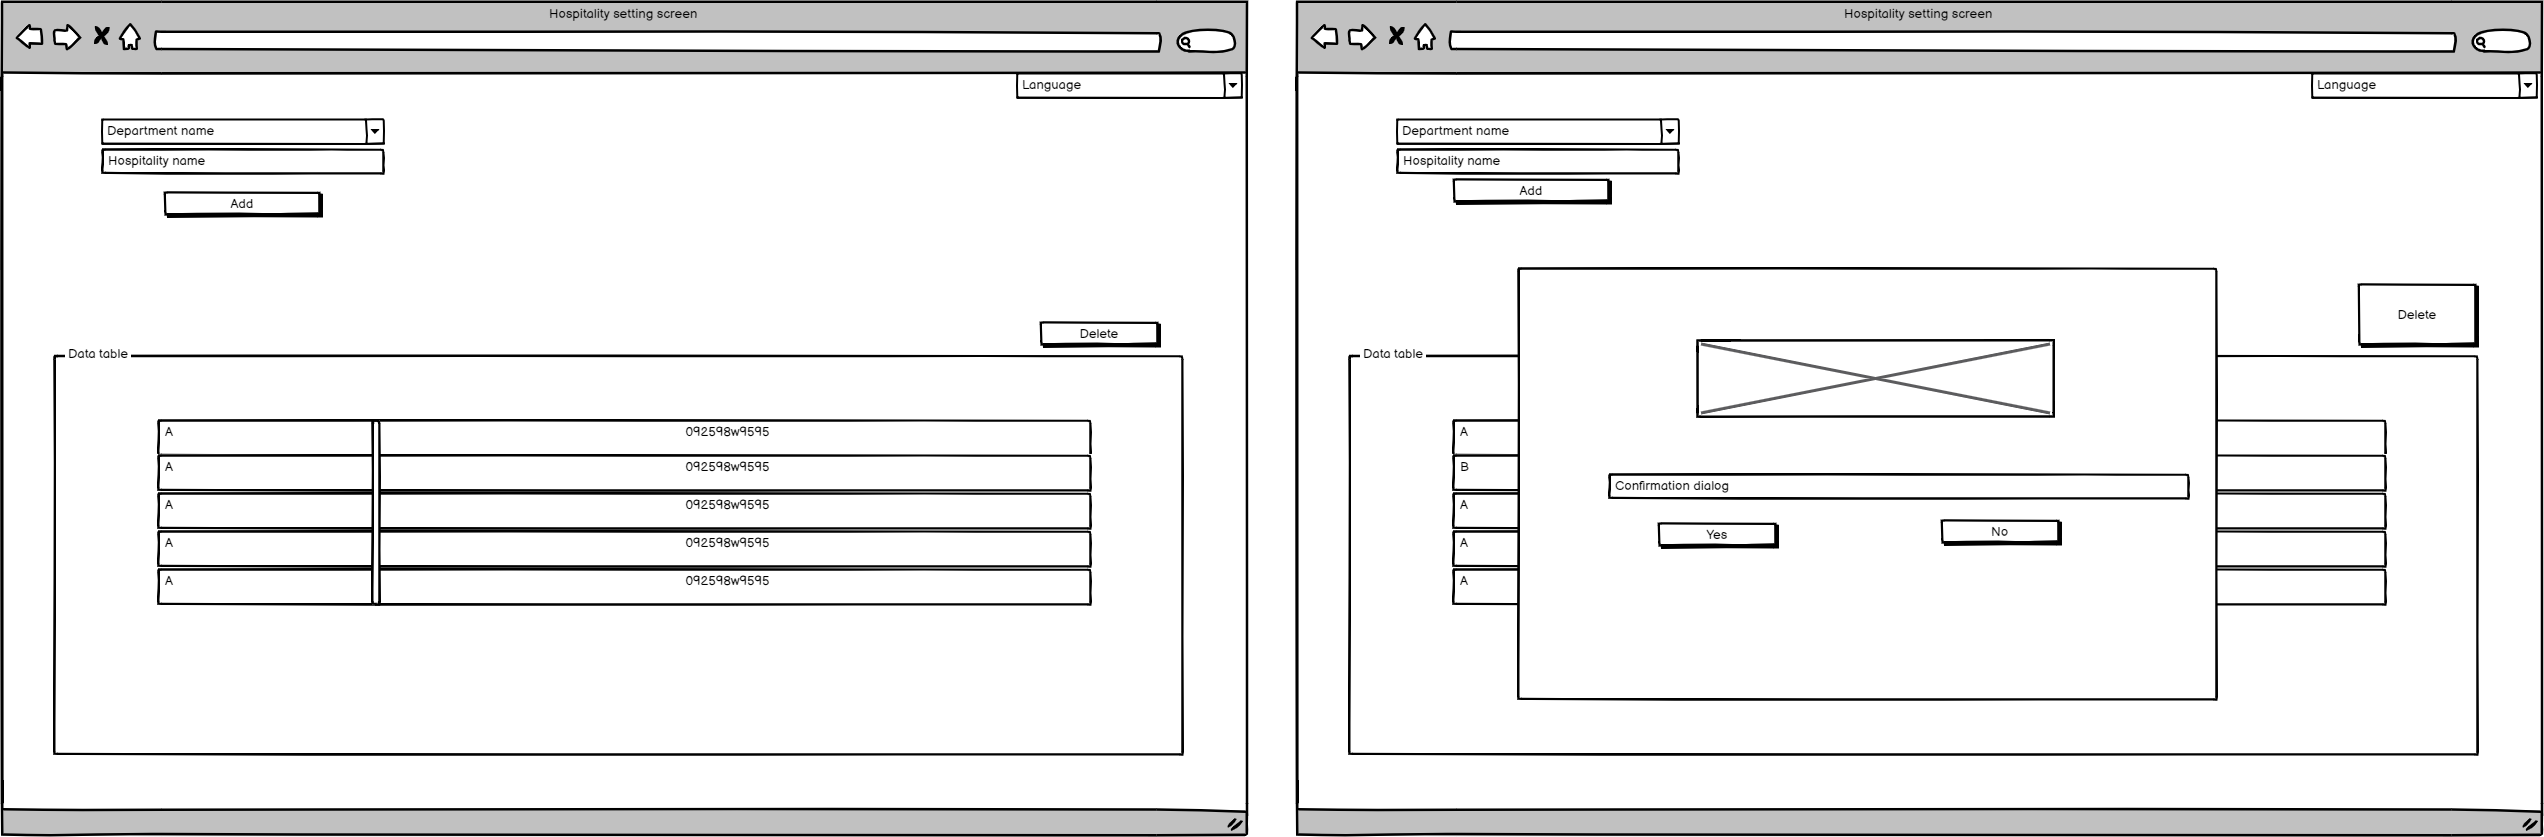 Hospitality setting screen
Language
Department name
Hospitality name
Add
Delete
Data table
A 092598w9595
A 092598w9595
A 092598w9595
A 092598w9595
A 092598w9595
Hospitality setting screen
Language
Department name
Hospitality name
Add
Delete
Data table
A
B
A
A
A
Confirmation dialog
Yes No